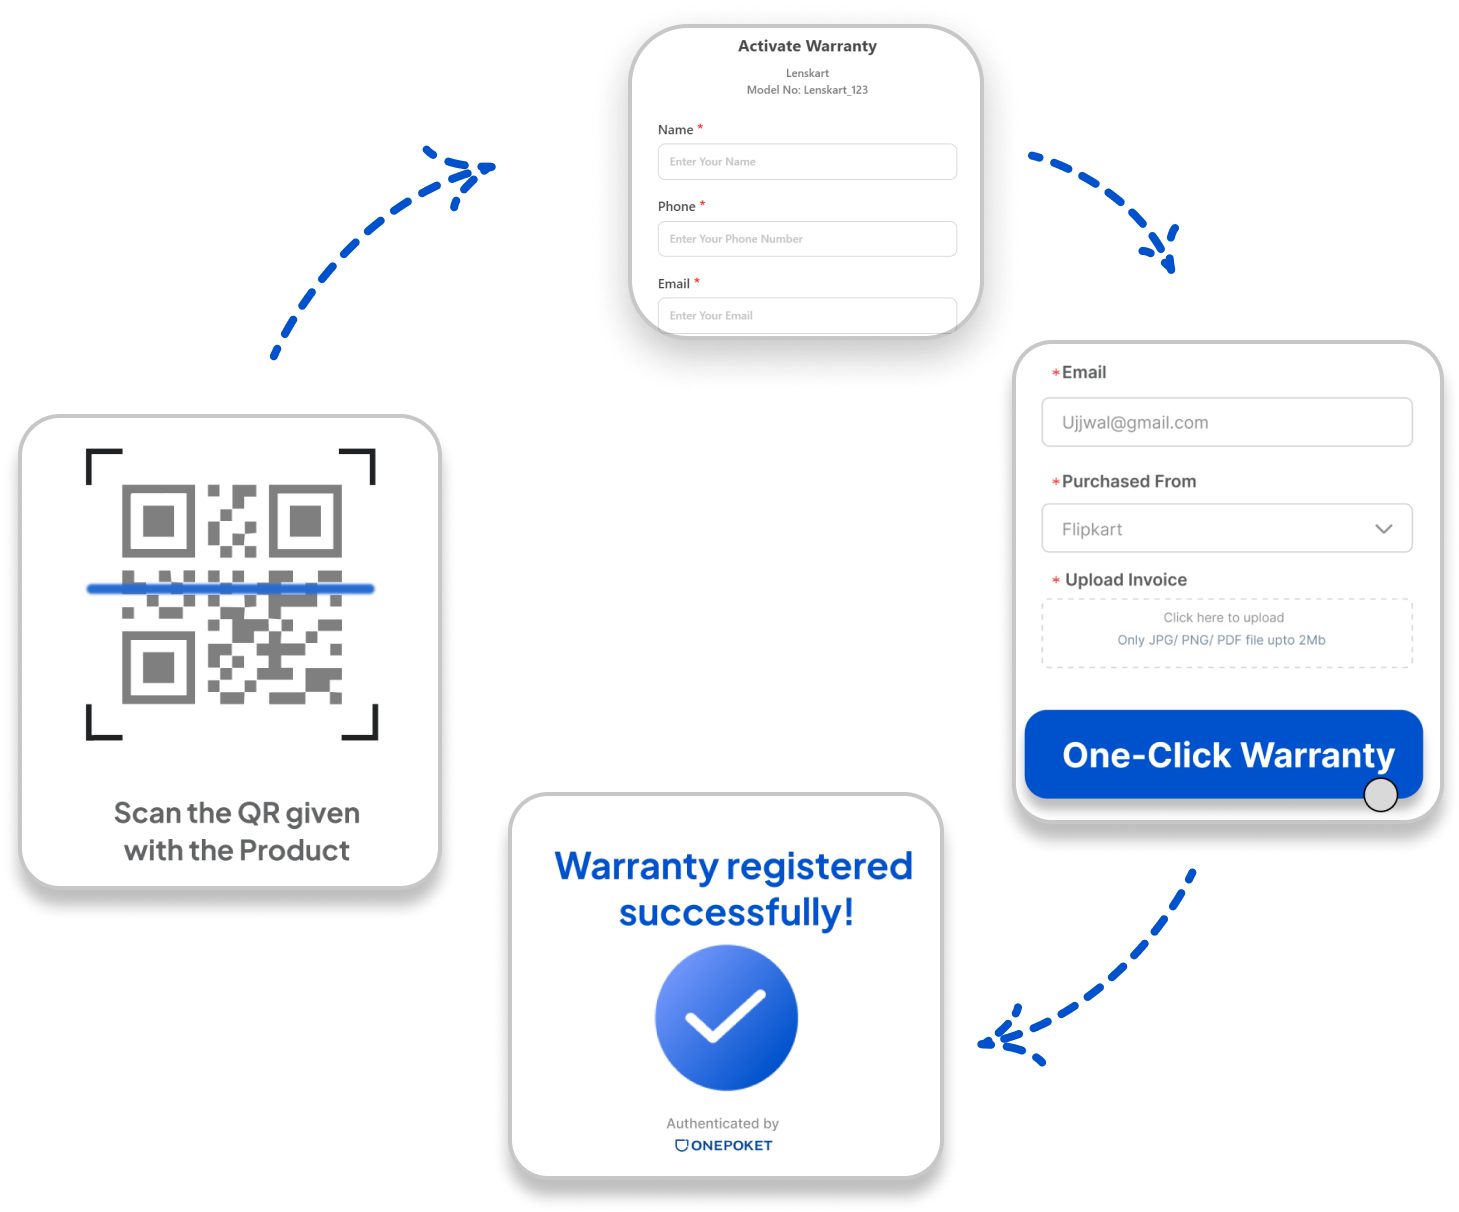 Activate Warranty
Lenskart
Model No: Lenskart_123
Name *
Enter Your Name
Phone *
Enter Your Phone Number
Email *
Enter Your Email
* Email
Ujjwal@gmail.com
* Purchased From
Flipkart
* Upload Invoice
Click here to upload
Only JPG/ PNG/ PDF file upto 2Mb
One-Click Warranty
Scan the QR given
with the Product
Warranty registered
successfully!
Authenticated by
ONEPOKET